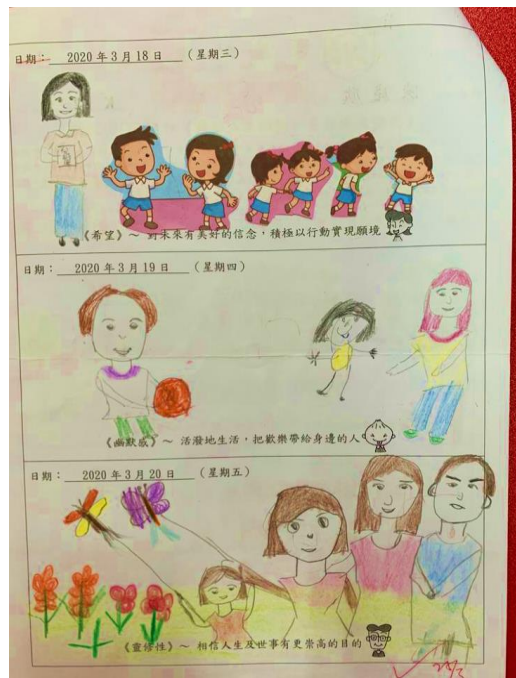 日期： 2020 年 3 月 18 日 （星期三）
《希望》～ 對未來有美好的信念，積極以行動實現願境
日期： 2020 年 3 月 19 日 （星期四）
《幽默感》～ 活潑地生活，把歡樂帶給身邊的人
日期： 2020 年 3 月 20 日 （星期五）
《靈修性》～ 相信人生及世事有更崇高的目的